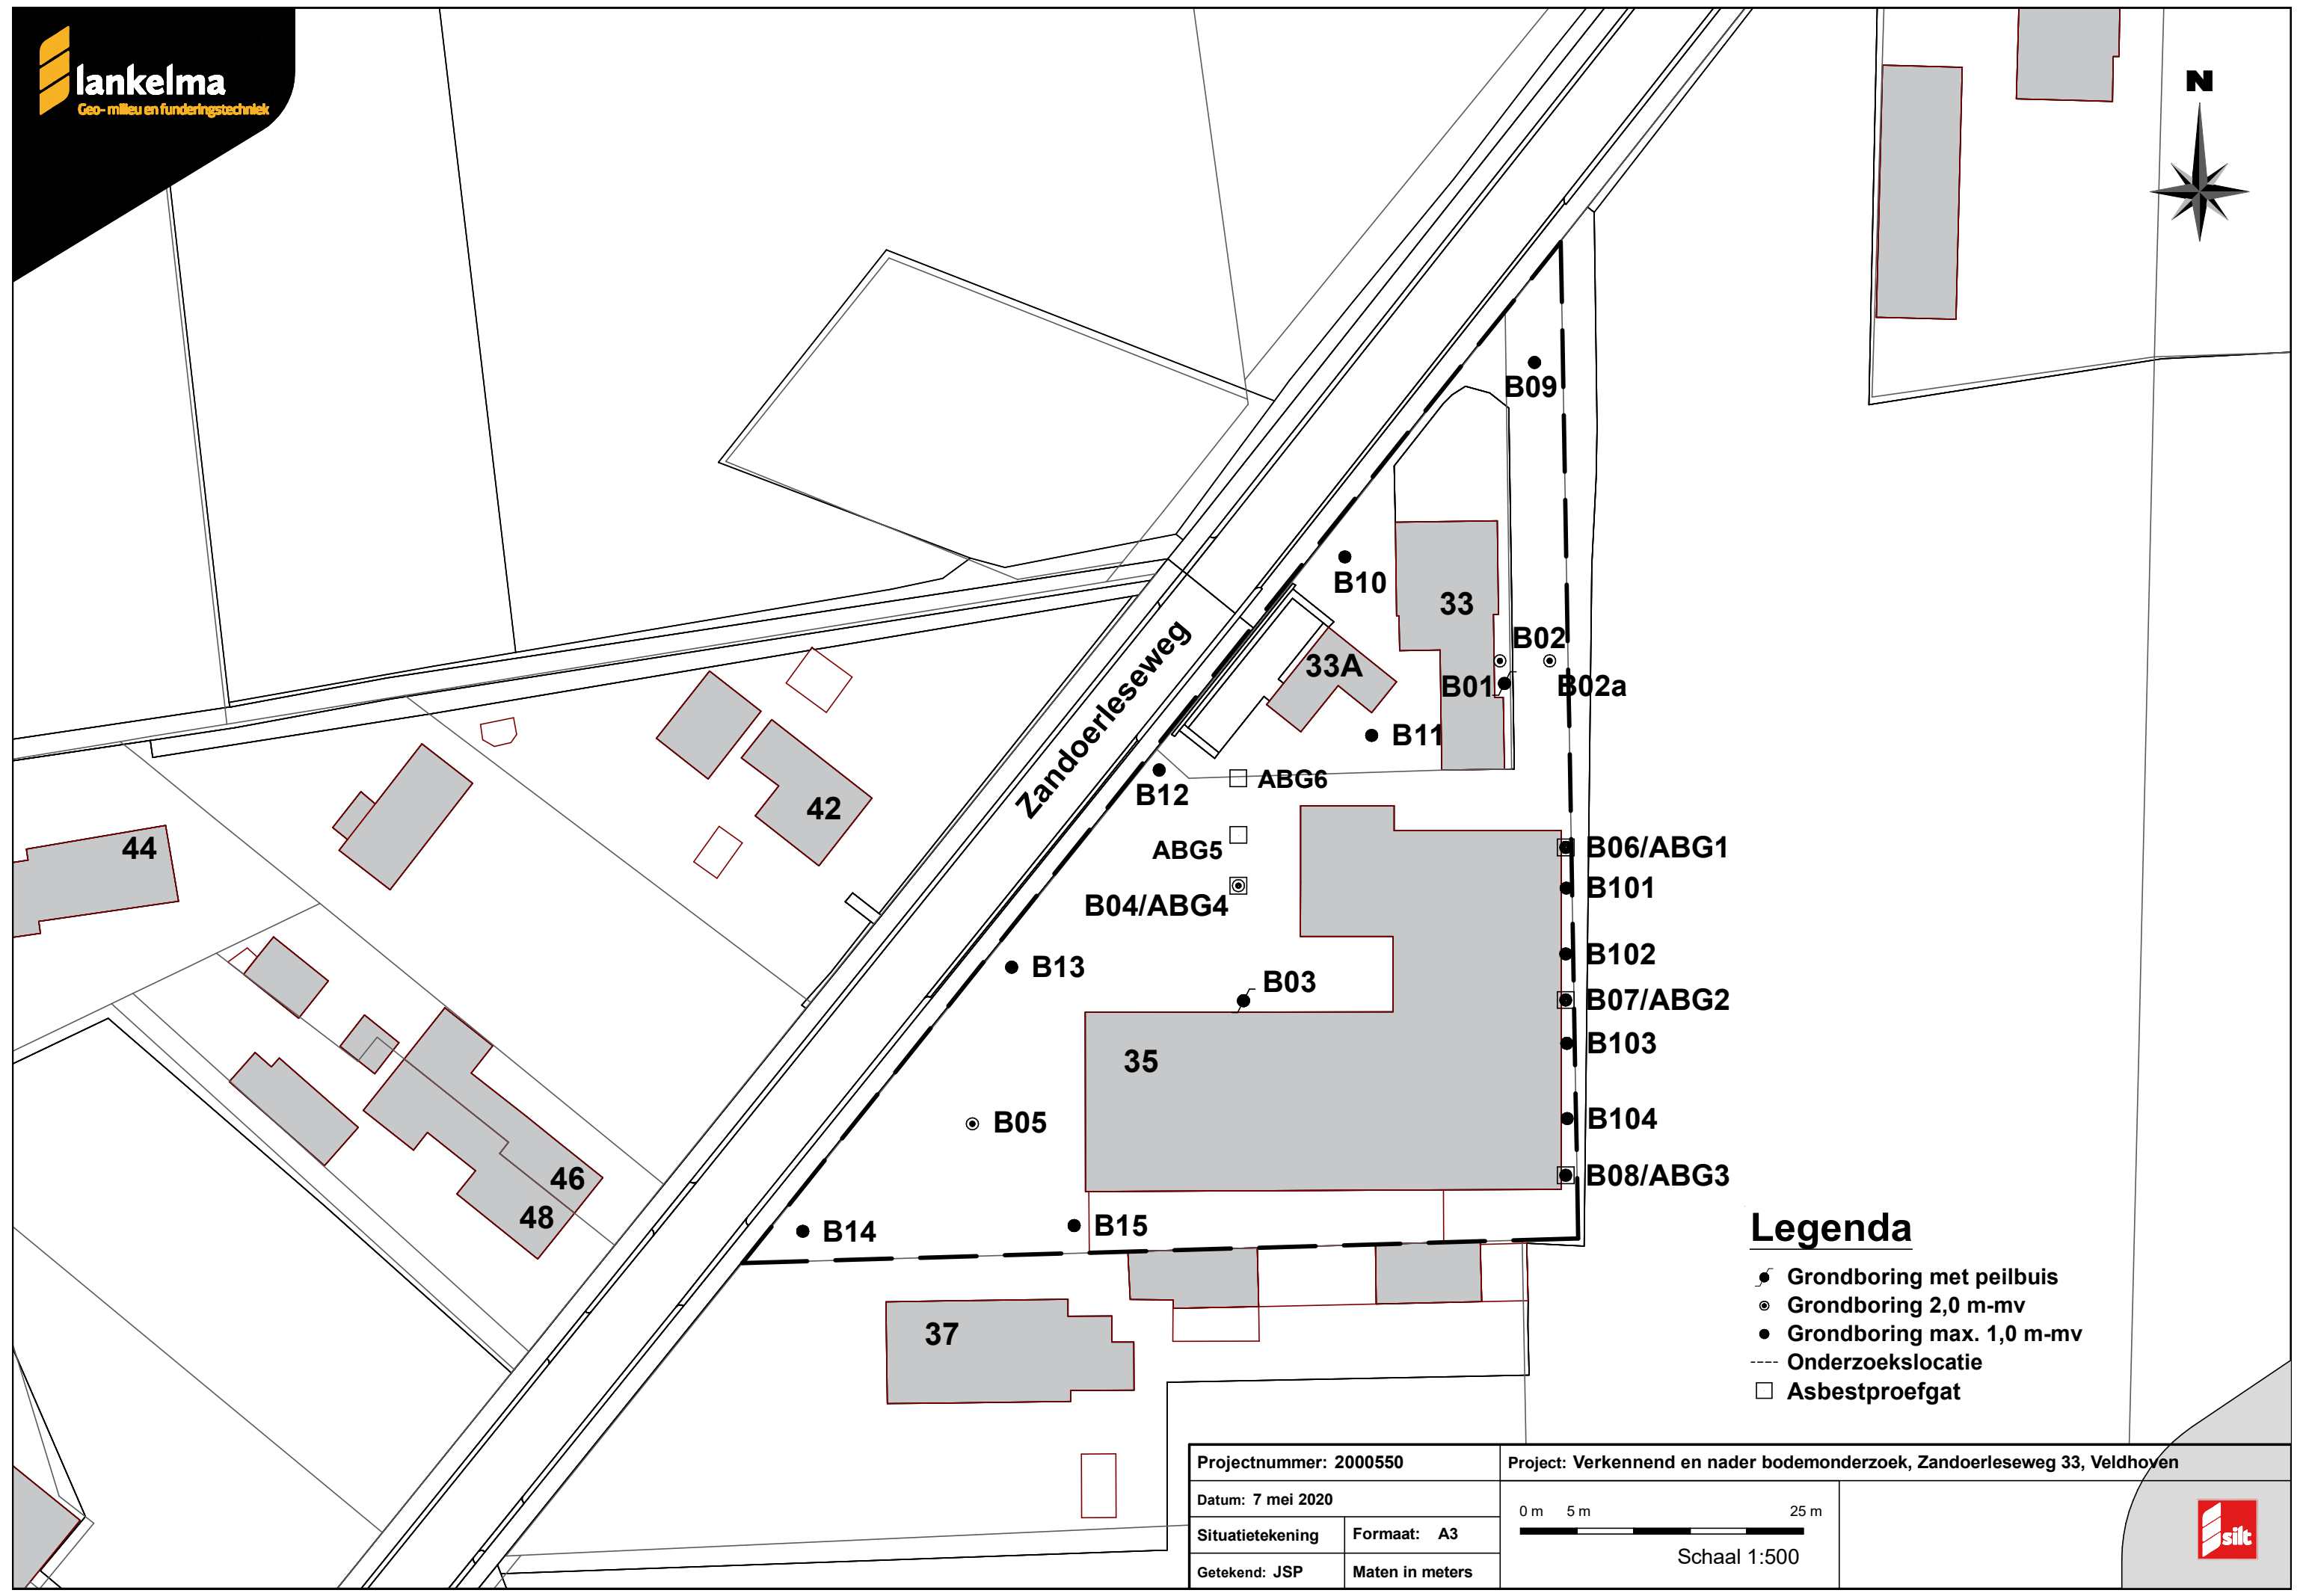 lankelma
Geo- milieu en funderingstechniek
N
B09
B10
33
B02
33A
B01
B02a
B11
Zandoerleseweg
ABG6
B12
42
44
ABG5
B06/ABG1
B101
B04/ABG4
B102
B13
B03
B07/ABG2
B103
35
B05
B104
46
B08/ABG3
48
B14
B15
Legenda
Grondboring met peilbuis
Grondboring 2,0 m-mv
Grondboring max. 1,0 m-mv
Onderzoekslocatie
Asbestproefgat
37
Projectnummer: 2000550
Project: Verkennend en nader bodemonderzoek, Zandoerleseweg 33, Veldhoven
Datum: 7 mei 2020
0 m 5 m 25 m
Situatietekening
Formaat: A3
Schaal 1:500
Getekend: JSP
Maten in meters
silt